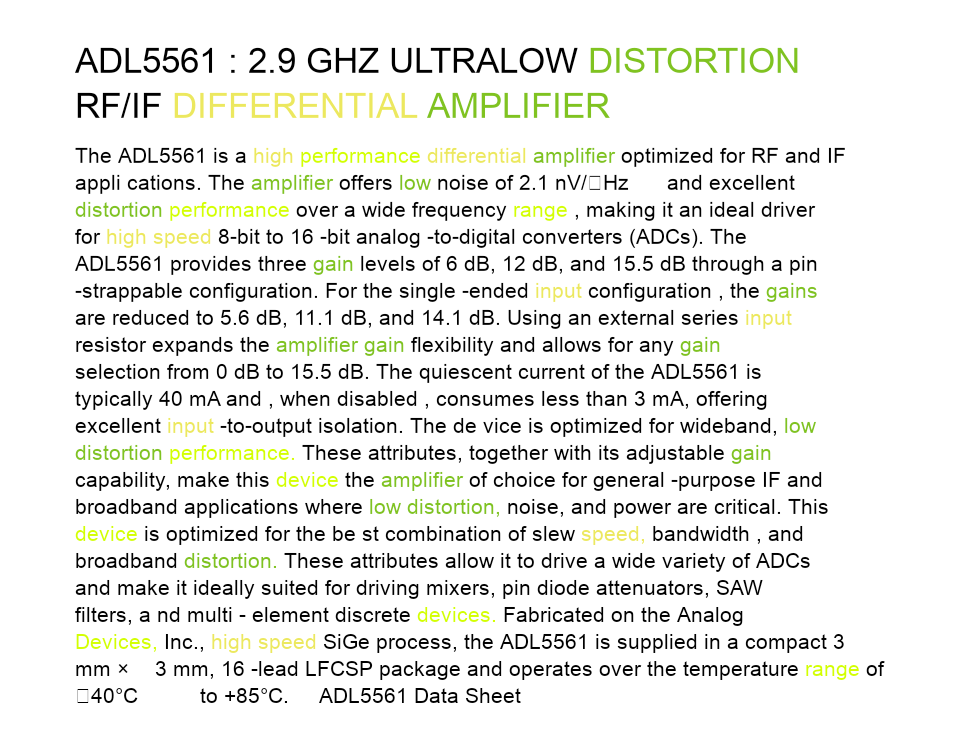 ADL5561 : 2.9 GHZ ULTRALOW DISTORTION
RF/IF DIFFERENTIAL AMPLIFIER
The ADL5561 is a high performance differential amplifier optimized for RF and IF
appli cations. The amplifier offers low noise of 2.1 nV/□Hz and excellent
distortion performance over a wide frequency range , making it an ideal driver
for high speed 8-bit to 16 -bit analog -to-digital converters (ADCs). The
ADL5561 provides three gain levels of 6 dB, 12 dB, and 15.5 dB through a pin
-strappable configuration. For the single -ended input configuration , the gains
are reduced to 5.6 dB, 11.1 dB, and 14.1 dB. Using an external series input
resistor expands the amplifier gain flexibility and allows for any gain
selection from 0 dB to 15.5 dB. The quiescent current of the ADL5561 is
typically 40 mA and , when disabled , consumes less than 3 mA, offering
excellent input -to-output isolation. The de vice is optimized for wideband, low
distortion performance. These attributes, together with its adjustable gain
capability, make this device the amplifier of choice for general -purpose IF and
broadband applications where low distortion, noise, and power are critical. This
device is optimized for the be st combination of slew speed, bandwidth , and
broadband distortion. These attributes allow it to drive a wide variety of ADCs
and make it ideally suited for driving mixers, pin diode attenuators, SAW
filters, a nd multi - element discrete devices. Fabricated on the Analog
Devices, Inc., high speed SiGe process, the ADL5561 is supplied in a compact 3
mm × 3 mm, 16 -lead LFCSP package and operates over the temperature range of
□40°C to +85°C. ADL5561 Data Sheet